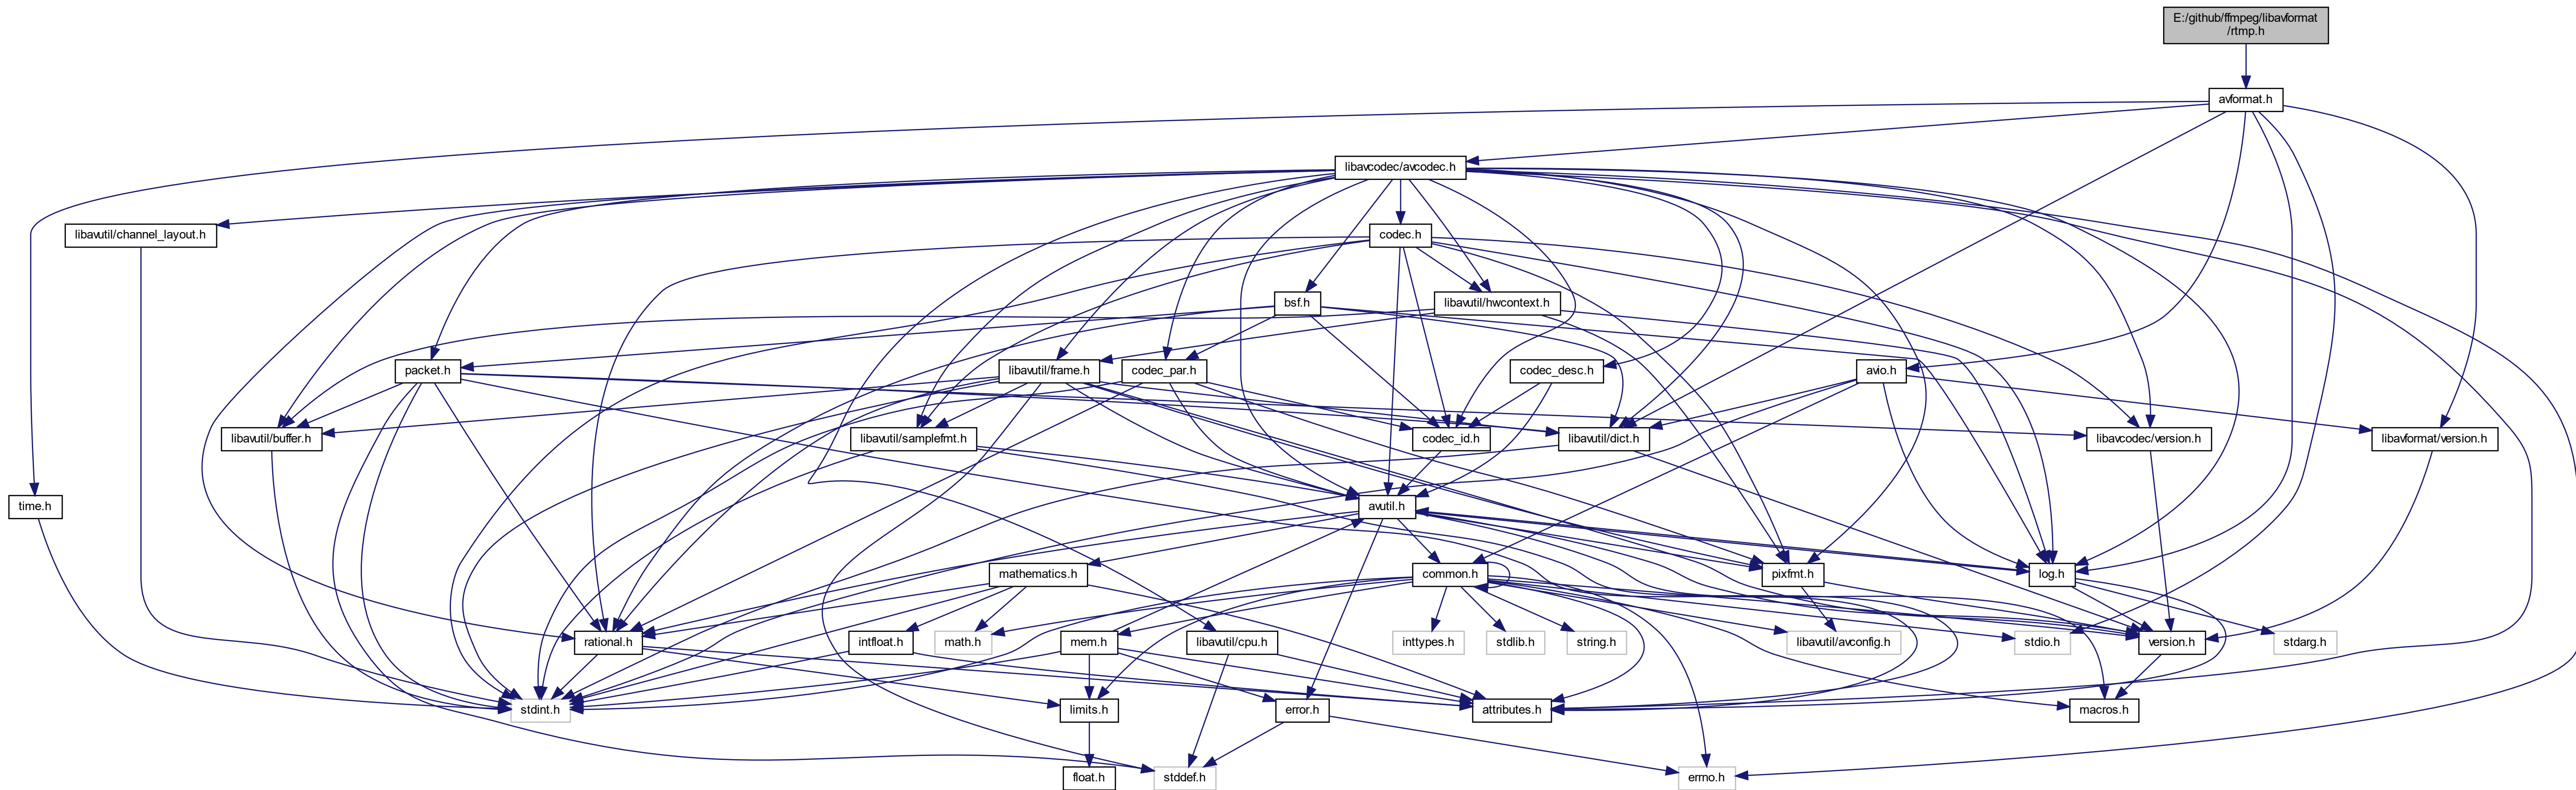 E:/github/ffmpeg/libavformat
/rtmp.h
avformat.h
libavcodec/avcodec.h
libavutil/channel_layout.h
codec.h
bsf.h
libavutil/hwcontext.h
packet.h
libavutil/frame.h
codec_par.h
codec_desc.h
avio.h
libavutil/buffer.h
libavutil/samplefmt.h
codec_id.h
libavutil/dict.h
libavcodec/version.h
libavformat/version.h
time.h
avutil.h
mathematics.h
common.h
pixfmt.h
log.h
rational.h
intfloat.h
math.h
mem.h
libavutil/cpu.h
inttypes.h
stdlib.h
string.h
libavutil/avconfig.h
stdio.h
version.h
stdarg.h
stdint.h
limits.h
error.h
attributes.h
macros.h
float.h
stddef.h
errno.h